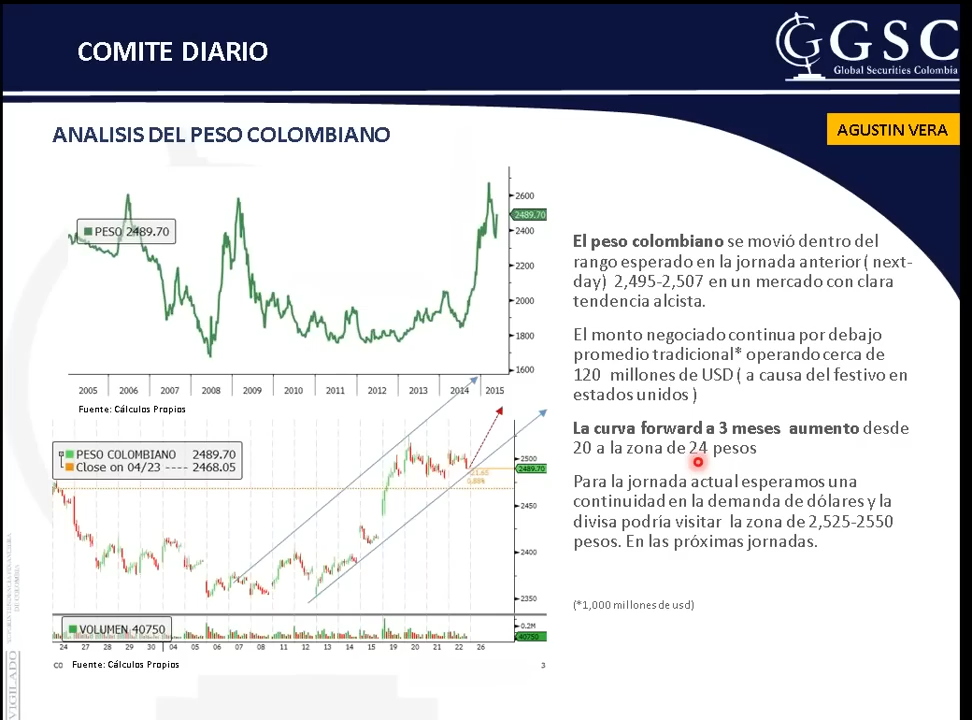 COMITE DIARIO
GGSC
Global Securities Colombia
ANALISIS DEL PESO COLOMBIANO
AGUSTIN VERA
PESO 2489.70
2600
2489.70
2400
2200
2000
1800
1600
2005 2006 2007 2008 2009 2010 2011 2012 2013 2014 2015
Fuente: Cálculos Propios
PESO COLOMBIANO 2489.70
Close on 04/23 ---- 2468.05
2500
2489.70
21.65
0.88%
2450
2400
2350
VOLUMEN 40750
0.2M
40750
24 27 28 29 30 04 05 06 07 08 11 12 13 14 15 19 20 21 22 26
CO Fuente: Cálculos Propios 3
El peso colombiano se movió dentro del
rango esperado en la jornada anterior ( next-
day) 2,495-2,507 en un mercado con clara
tendencia alcista.
El monto negociado continua por debajo
promedio tradicional* operando cerca de
120 millones de USD ( a causa del festivo en
estados unidos )
La curva forward a 3 meses aumento desde
20 a la zona de 24 pesos
Para la jornada actual esperamos una
continuidad en la demanda de dólares y la
divisa podría visitar la zona de 2,525-2550
pesos. En las próximas jornadas.
(*1,000 millones de usd)
VIGILADO